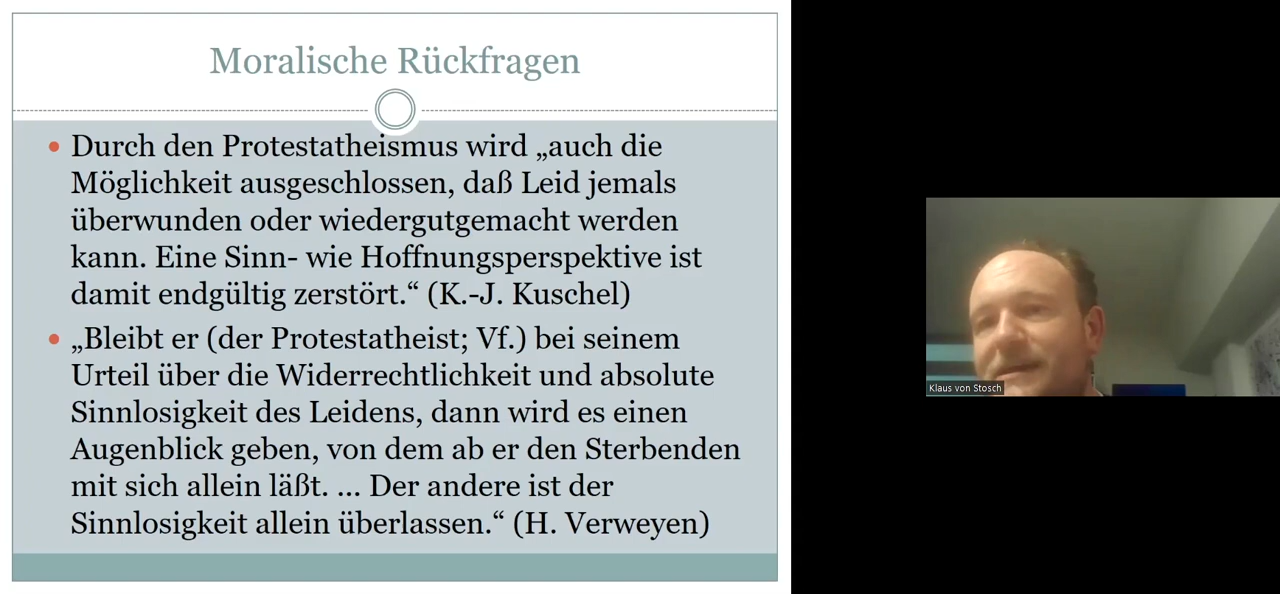 Moralische Rückfragen
• Durch den Protestatheismus wird „auch die
Möglichkeit ausgeschlossen, daß Leid jemals
überwunden oder wiedergutgemacht werden
kann. Eine Sinn- wie Hoffnungsperspektive ist
damit endgültig zerstört.“ (K.-J. Kuschel)
• „Bleibt er (der Protestatheist; Vf.) bei seinem
Urteil über die Widerrechtlichkeit und absolute
Sinnlosigkeit des Leidens, dann wird es einen
Augenblick geben, von dem ab er den Sterbenden
mit sich allein läßt. ... Der andere ist der
Sinnlosigkeit allein überlassen.“ (H. Verweyen)
Klaus von Stosch